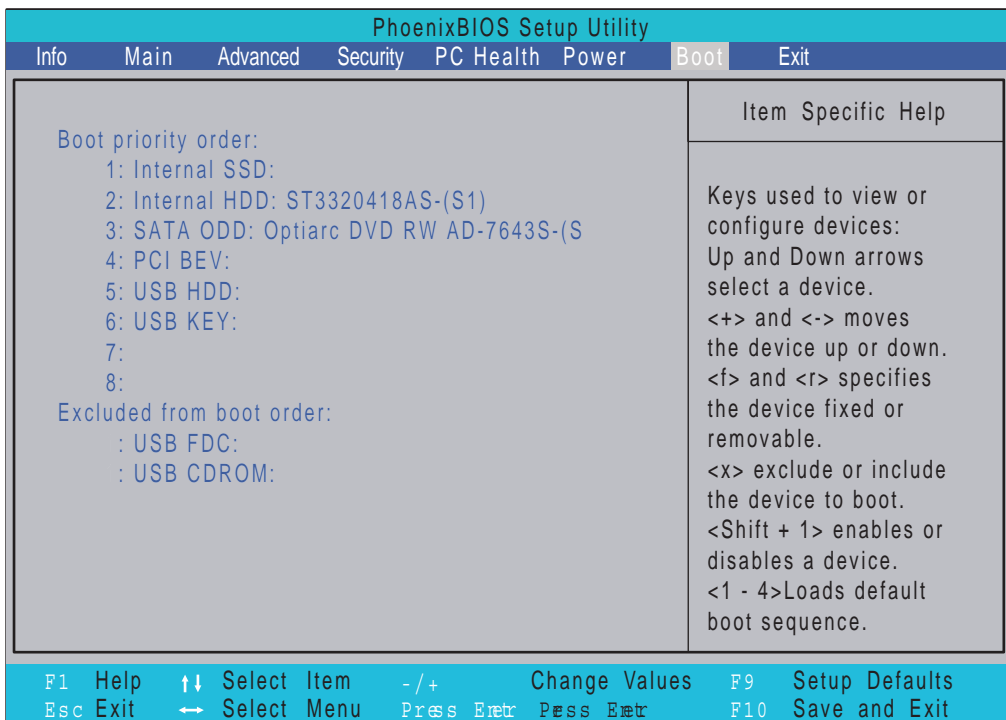 PhoenixBIOS Setup Utility
Info Main Advanced Security PC Health Power Boot Exit
Item Specific Help
Boot priority order:
1: Internal SSD:
2: Internal HDD: ST3320418AS-(S1)
3: SATA ODD: Optiarc DVD RW AD-7643S-(S
4: PCI BEV:
5: USB HDD:
6: USB KEY:
7:
8:
Excluded from boot order:
: USB FDC:
: USB CDROM:
Keys used to view or
configure devices:
Up and Down arrows
select a device.
<+> and <-> moves
the device up or down.
<f> and <r> specifies
the device fixed or
removable.
<x> exclude or include
the device to boot.
<Shift + 1> enables or
disables a device.
<1 - 4>Loads default
boot sequence.
F1 Help ↑↓ Select Item -/+ Change Values F9 Setup Defaults
Esc Exit ↔ Select Menu Press Press F10 Save and Exit